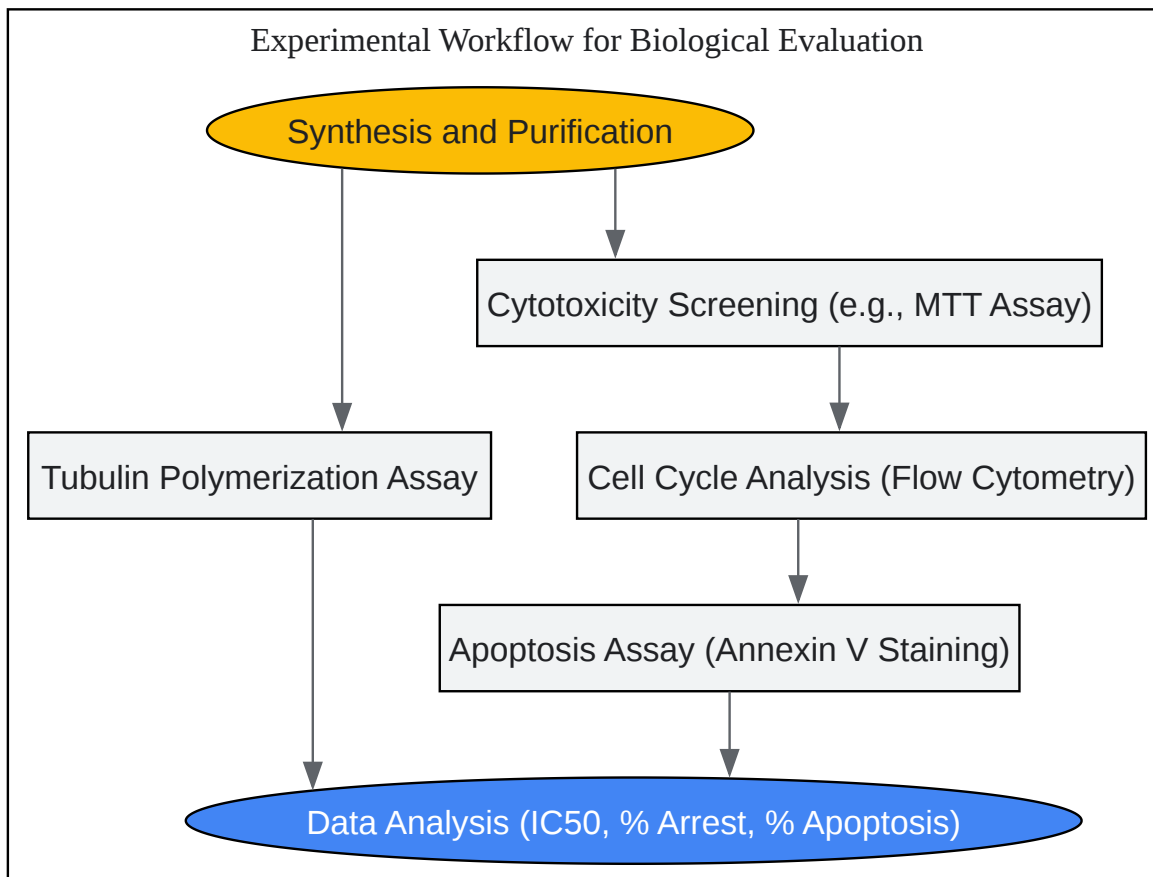 Experimental Workflow for Biological Evaluation
Synthesis and Purification
Cytotoxicity Screening (e.g., MTT Assay)
Tubulin Polymerization Assay
Cell Cycle Analysis (Flow Cytometry)
Apoptosis Assay (Annexin V Staining)
Data Analysis (IC50, % Arrest, % Apoptosis)